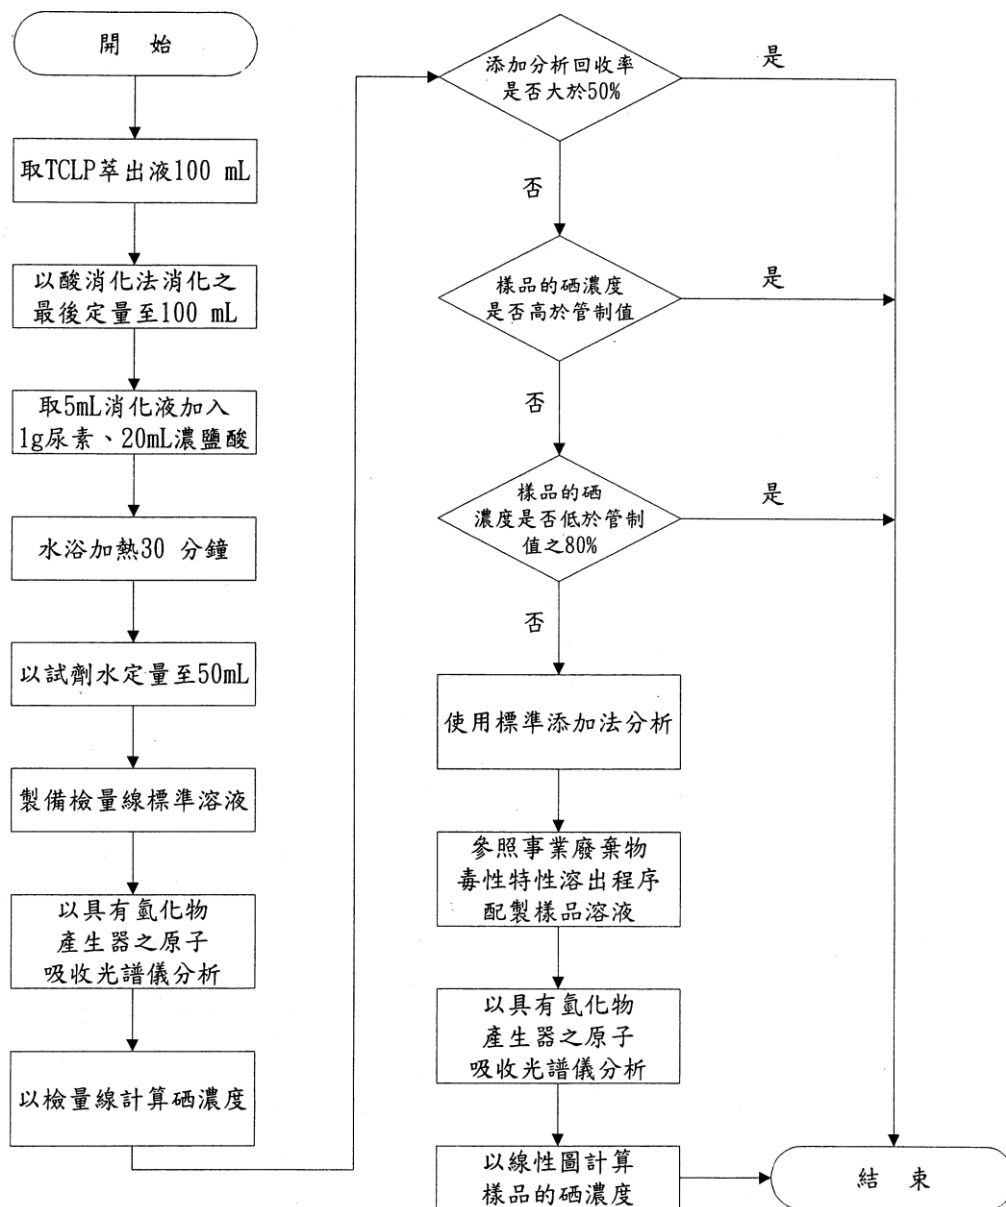 開 始
取TCLP萃出液100 mL
以酸消化法消化之
最後定量至100 mL
取5mL消化液加入
1g尿素、20mL濃鹽酸
水浴加熱30 分鐘
以試劑水定量至50mL
製備檢量線標準溶液
以具有氫化物
產生器之原子
吸收光譜儀分析
以檢量線計算硒濃度
添加分析回收率
是否大於50%
是
否
樣品的硒濃度
是否高於管制值
是
否
樣品的硒
濃度是否低於管制
值之80%
是
否
使用標準添加法分析
參照事業廢棄物
毒性特性溶出程序
配製樣品溶液
以具有氫化物
產生器之原子
吸收光譜儀分析
以線性圖計算
樣品的硒濃度
結 束